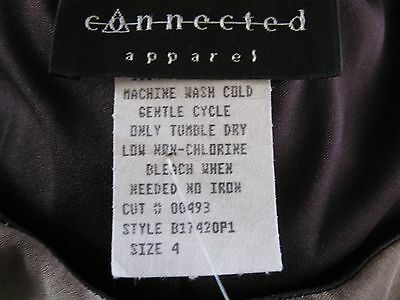 connected
apparel
MACHINE WASH COLD
GENTLE CYCLE
ONLY TUMBLE DRY
LOW NON-CHLORINE
BLEACH WHEN
NEEDED NO IRON
CUT # 00493
STYLE B17420P1
SIZE 4